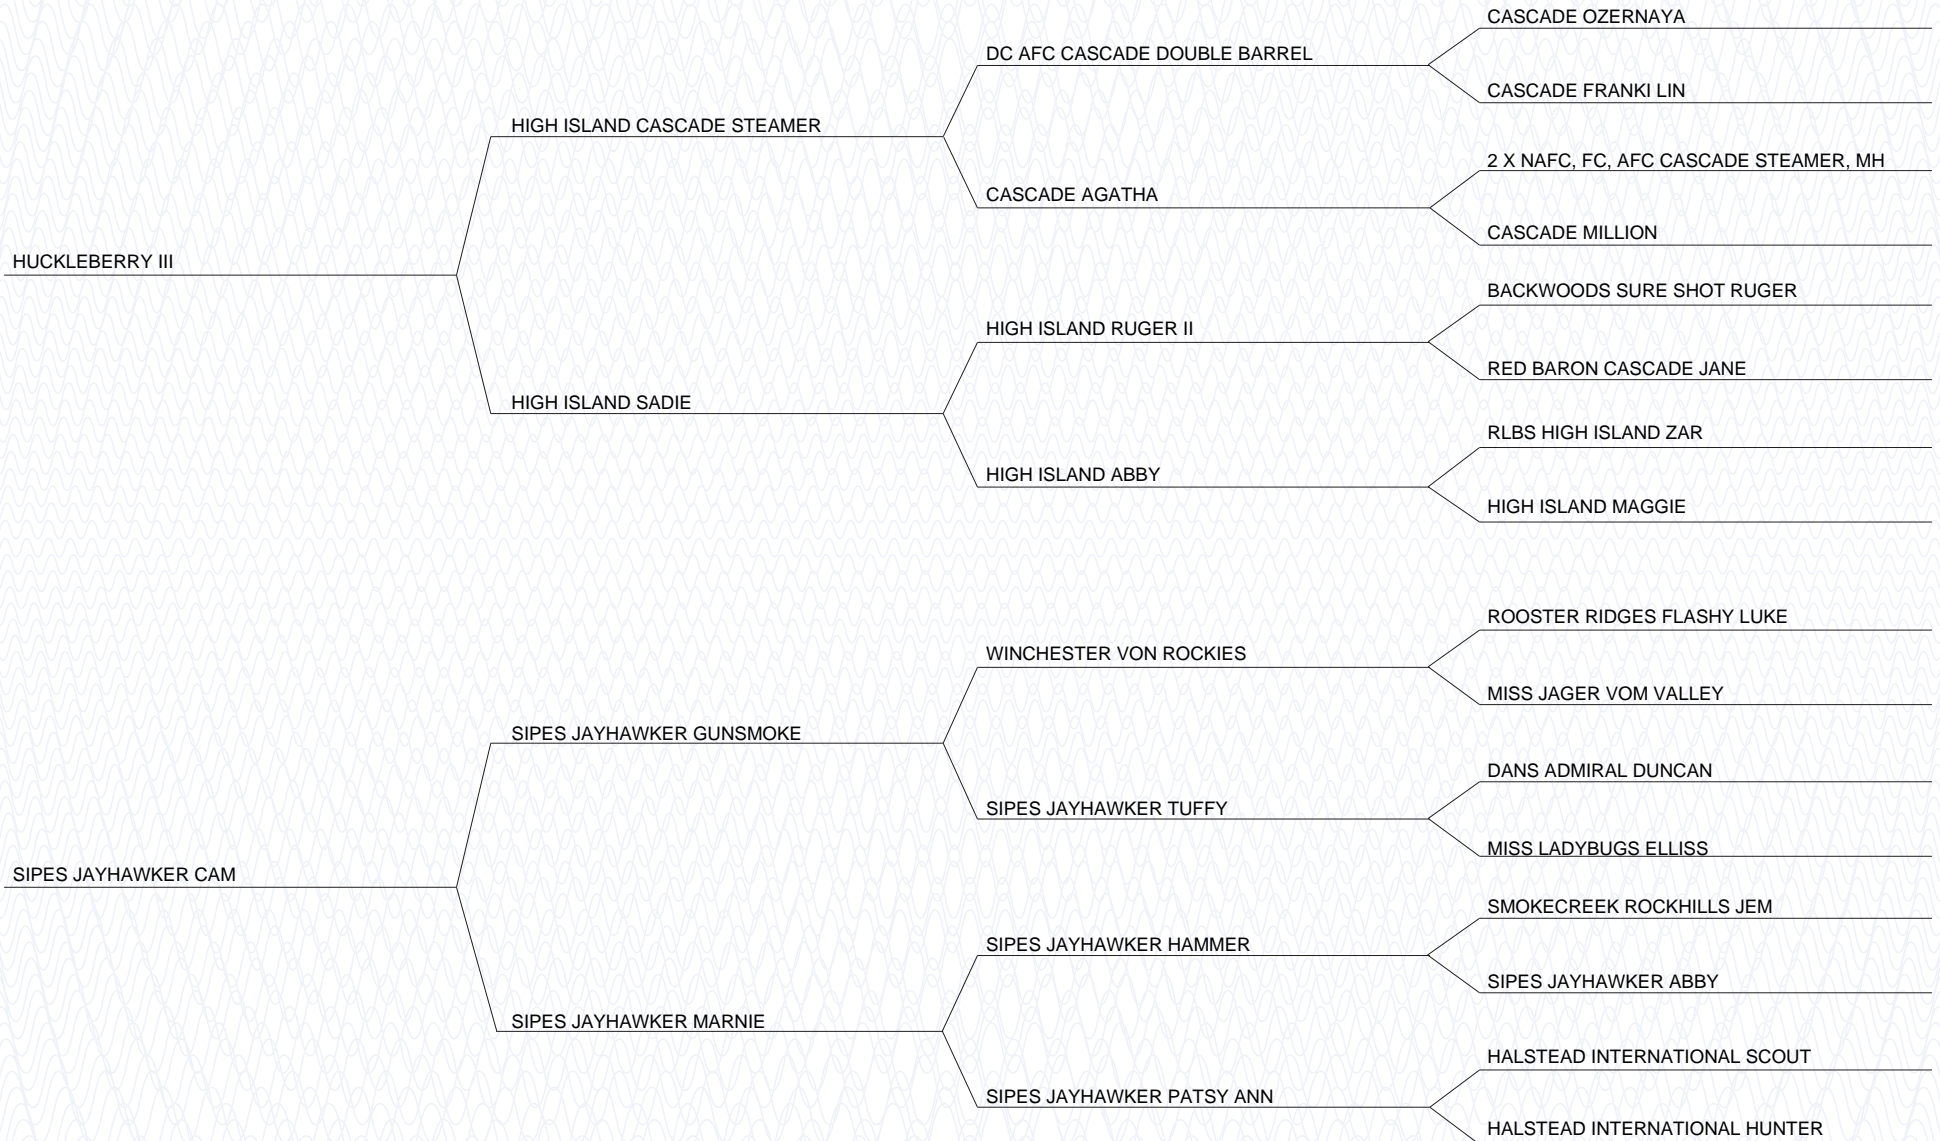 CASCADE OZERNAYA
DC AFC CASCADE DOUBLE BARREL
CASCADE FRANKI LIN
HIGH ISLAND CASCADE STEAMER
2 X NAFC, FC, AFC CASCADE STEAMER, MH
CASCADE AGATHA
CASCADE MILLION
HUCKLEBERRY III
BACKWOODS SURE SHOT RUGER
HIGH ISLAND RUGER II
RED BARON CASCADE JANE
HIGH ISLAND SADIE
RLBS HIGH ISLAND ZAR
HIGH ISLAND ABBY
HIGH ISLAND MAGGIE
ROOSTER RIDGES FLASHY LUKE
WINCHESTER VON ROCKIES
MISS JAGER VOM VALLEY
SIPES JAYHAWKER GUNSMOKE
DANS ADMIRAL DUNCAN
SIPES JAYHAWKER TUFFY
MISS LADYBUGS ELLISS
SIPES JAYHAWKER CAM
SMOKECREEK ROCKHILLS JEM
SIPES JAYHAWKER HAMMER
SIPES JAYHAWKER ABBY
SIPES JAYHAWKER MARNIE
HALSTEAD INTERNATIONAL SCOUT
SIPES JAYHAWKER PATSY ANN
HALSTEAD INTERNATIONAL HUNTER